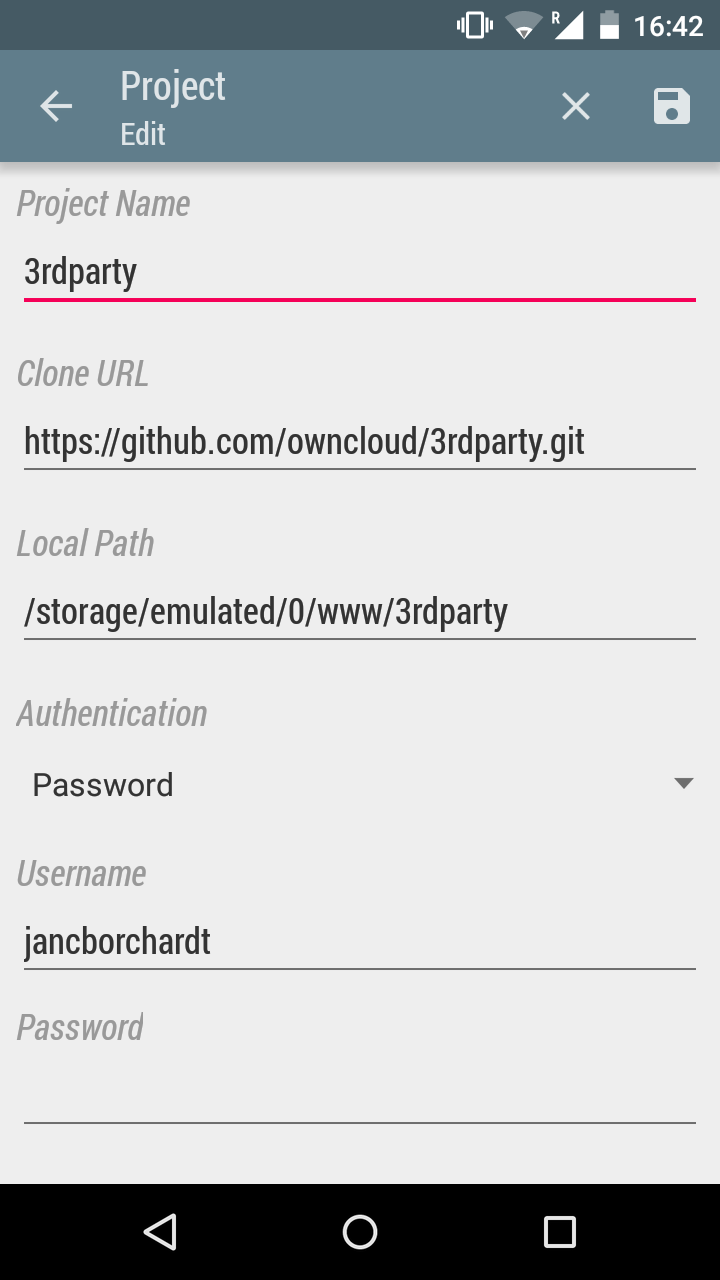 R
16:42
Project
Edit
Project Name
3rdparty
Clone URL
https://github.com/owncloud/3rdparty.git
Local Path
/storage/emulated/0/www/3rdparty
Authentication
Password
Username
jancborchardt
Password